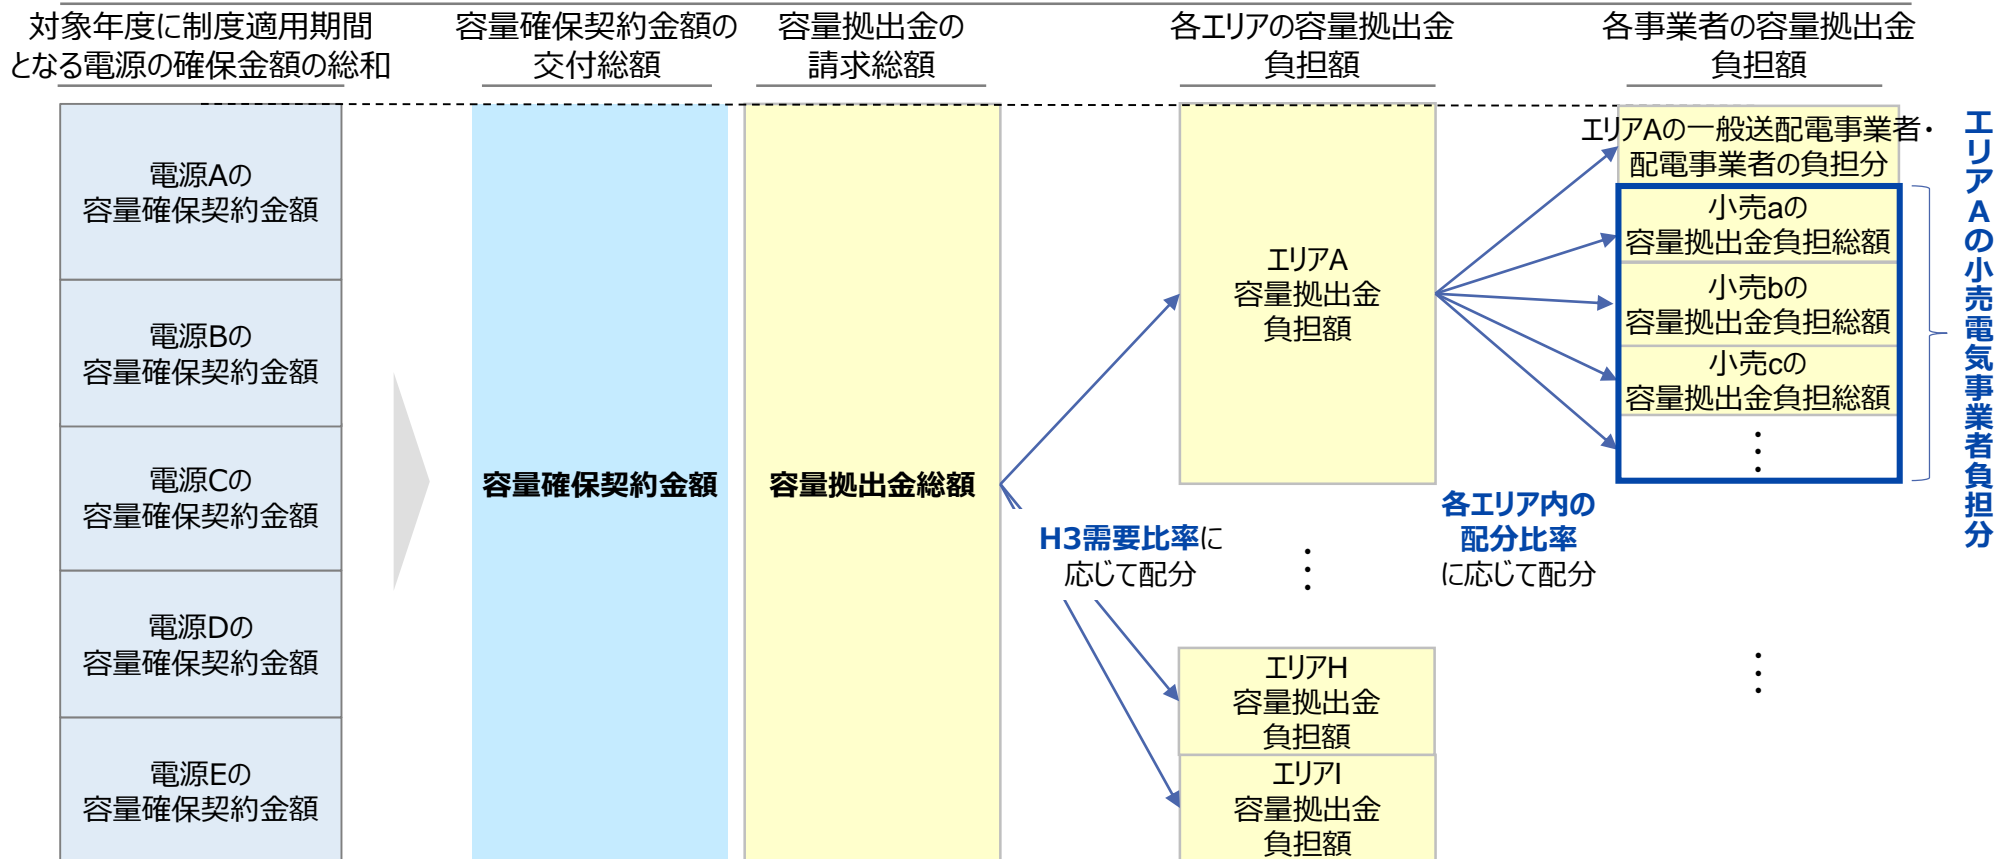 対象年度に制度適用期間
となる電源の確保金額の総和
容量確保契約金額の
交付総額
容量拠出金の
請求総額
各エリアの容量拠出金
負担額
各事業者の容量拠出金
負担額
電源Aの
容量確保契約金額
電源Bの
容量確保契約金額
電源Cの
容量確保契約金額
電源Dの
容量確保契約金額
電源Eの
容量確保契約金額
容量確保契約金額
容量拠出金総額
H3需要比率に
応じて配分
エリアA
容量拠出金
負担額
⋮
エリアH
容量拠出金
負担額
エリアI
容量拠出金
負担額
各エリア内の
配分比率
に応じて配分
エリアAの一般送配電事業者・
配電事業者の負担分
小売aの
容量拠出金負担総額
小売bの
容量拠出金負担総額
小売cの
容量拠出金負担総額
⋮
⋮
エリアAの小売電気事業者負担分